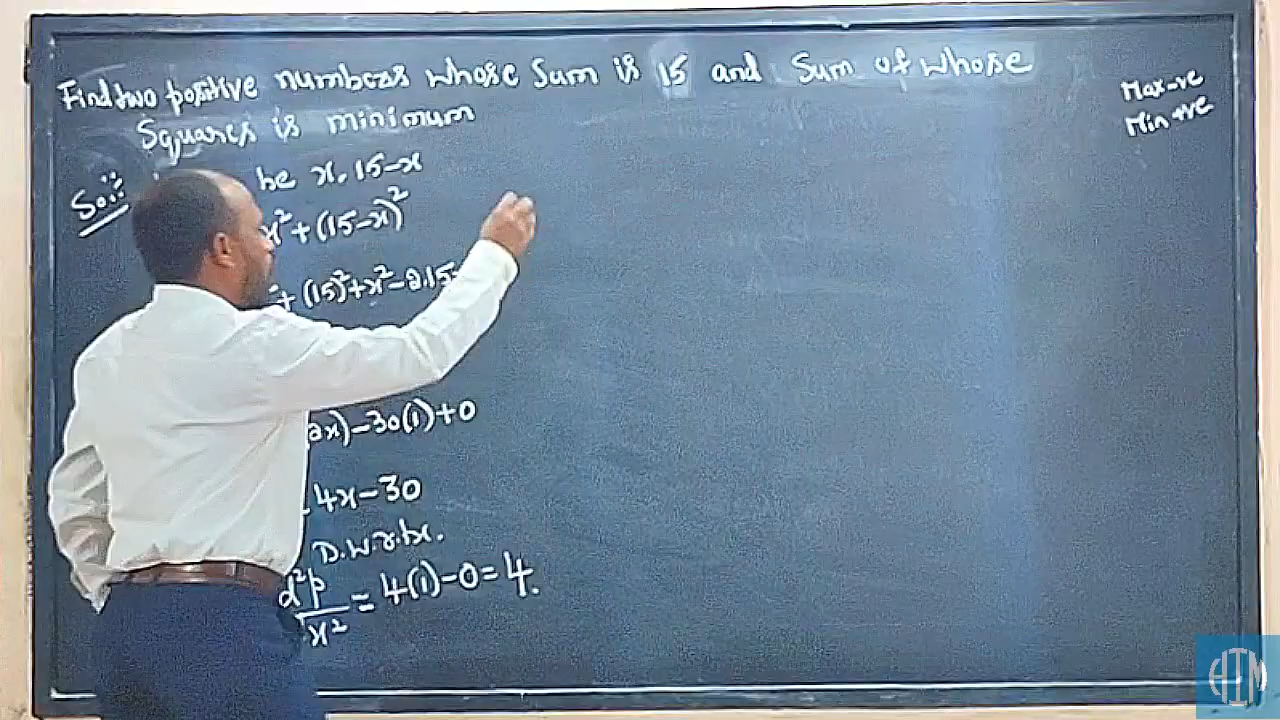 Find two positive numbers whose Sum is 15 and Sum of whose
Squares is minimum
Max -ve
Min +ve
Sol:
be x, 15-x
x²+(15-x)²
+(15)²+x²-2.15
2x)-30(1)+0
4x-30
D.w.r.tx.
d²p/x² = 4(1)-0=4.